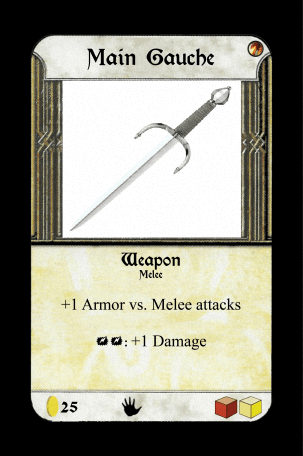 Main Gauche
Weapon
Melee
+1 Armor vs. Melee attacks
: +1 Damage
25